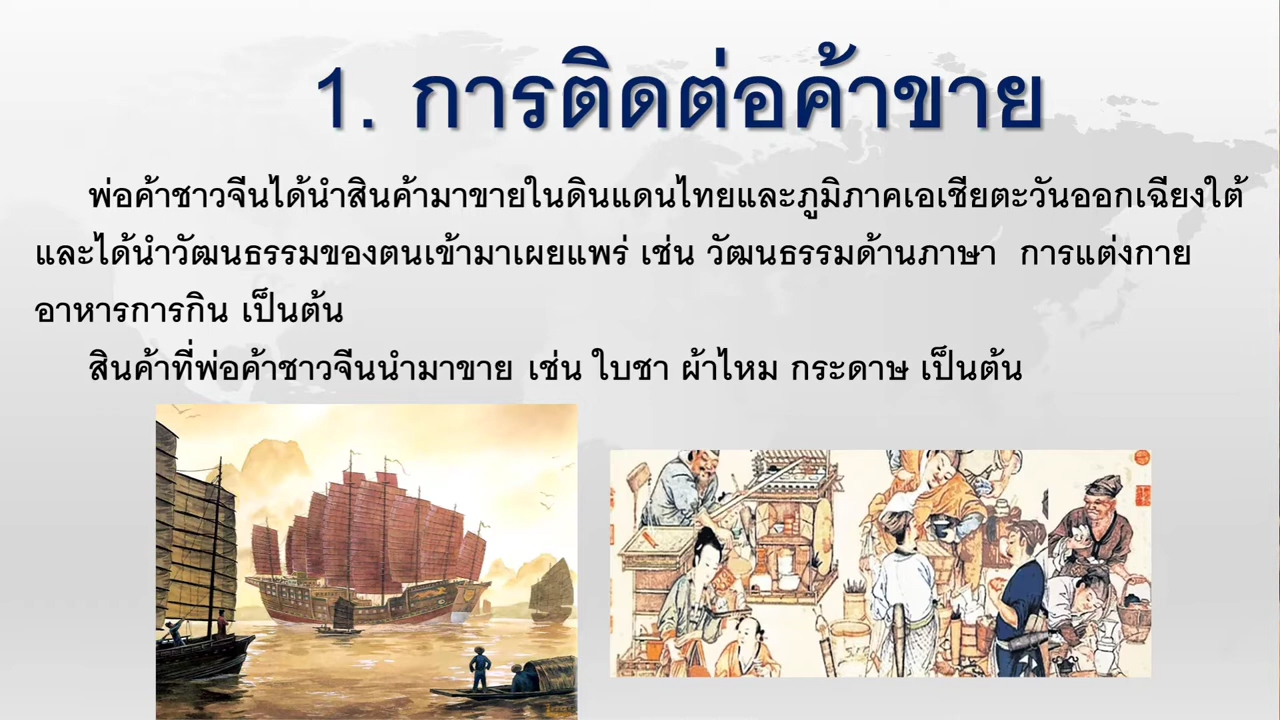 1. การติดต่อค้าขาย
พ่อค้าชาวจีนได้นำสินค้ามาขายในดินแดนไทยและภูมิภาคเอเชียตะวันออกเฉียงใต้
และได้นำวัฒนธรรมของตนเข้ามาเผยแพร่ เช่น วัฒนธรรมด้านภาษา การแต่งกาย
อาหารการกิน เป็นต้น
สินค้าที่พ่อค้าชาวจีนนำมาขาย เช่น ใบชา ผ้าไหม กระดาษ เป็นต้น